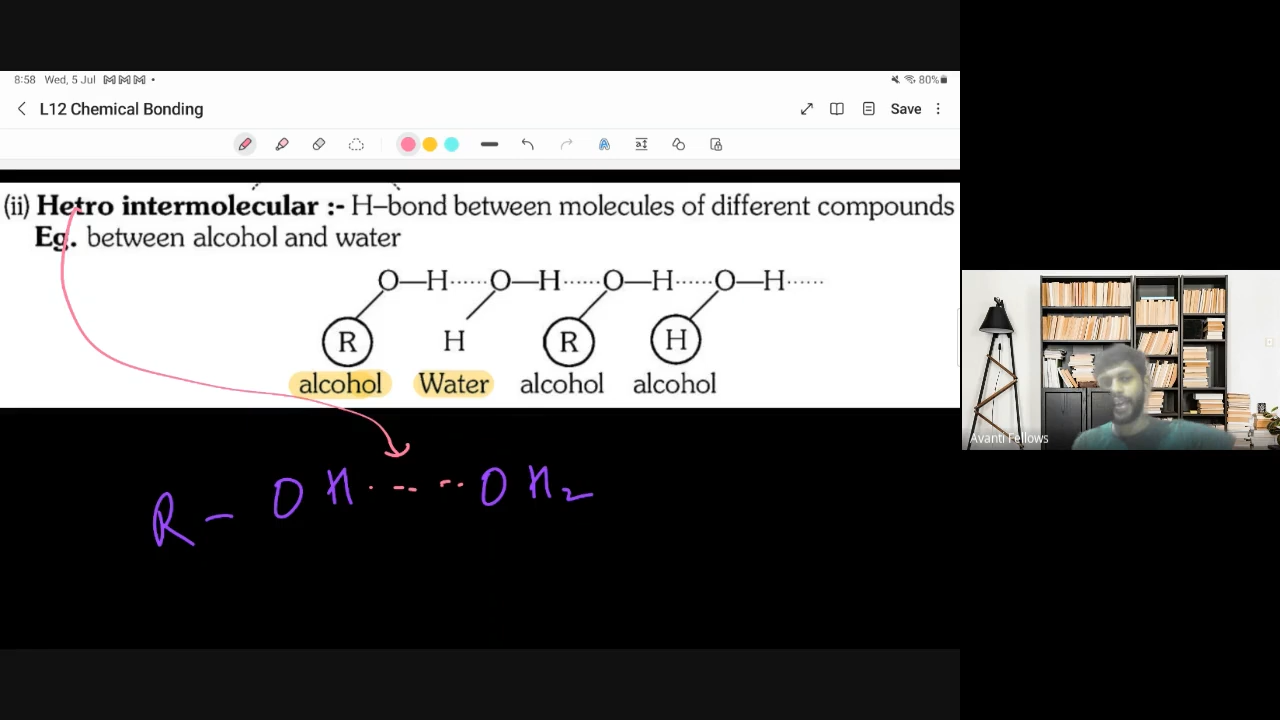 8:58 Wed, 5 Jul M M M • 80%
L12 Chemical Bonding Save
(ii) Hetro intermolecular :- H–bond between molecules of different compounds
Eg. between alcohol and water
O—H······O—H······O—H······O—H······
R H R H
alcohol Water alcohol alcohol
R - OH · -- - ·· OH2
Avanti Fellows